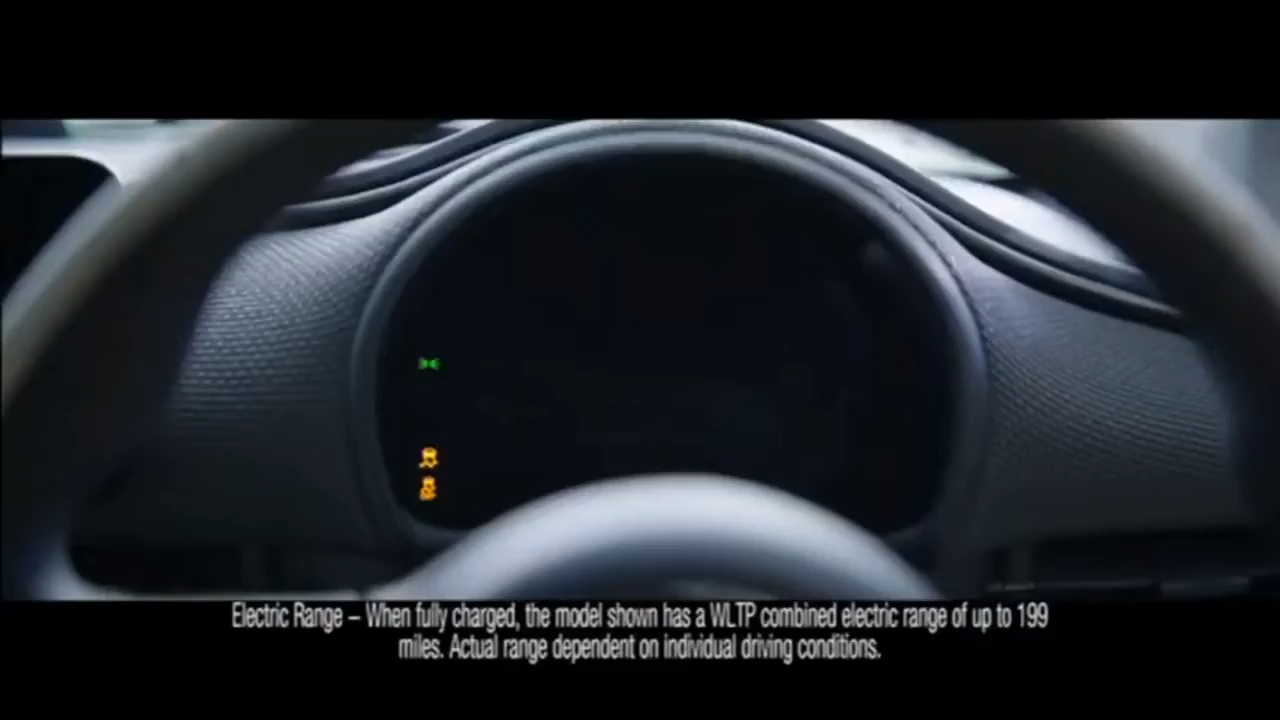 Electric Range – When fully charged, the model shown has a WLTP combined electric range of up to 199
miles. Actual range dependent on individual driving conditions.